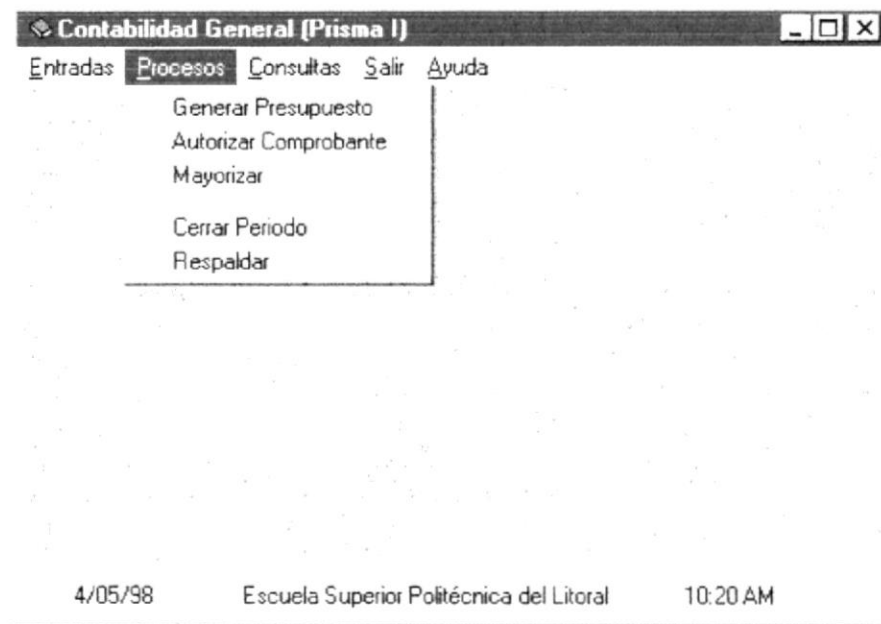 Contabilidad General (Prisma I)
Entradas Procesos Consultas Salir Ayuda
Generar Presupuesto
Autorizar Comprobante
Mayorizar
Cerrar Periodo
Respaldar
4/05/98 Escuela Superior Politécnica del Litoral 10:20 AM